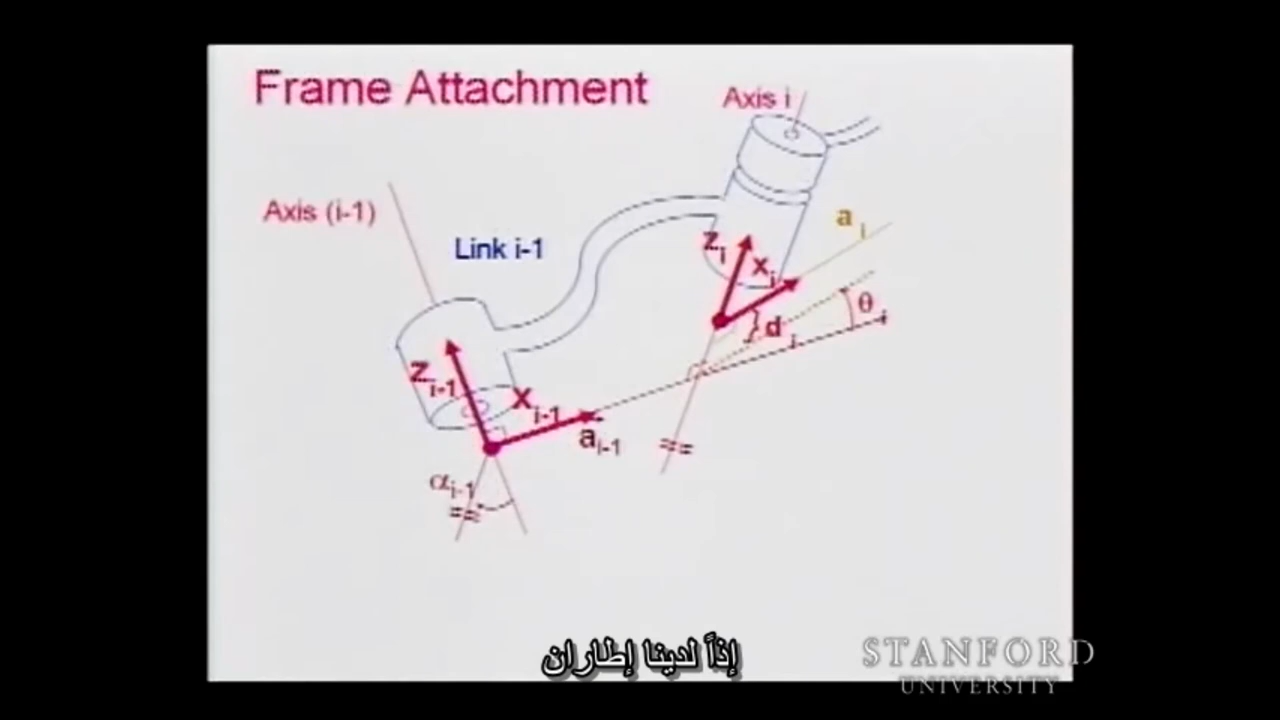 Frame Attachment
Axis i
Axis (i-1)
Link i-1
a i
z i
x i
θ i
d i
z i-1
x i-1
a i-1
α i-1
إذاً لدينا إطاران
STANFORD
UNIVERSITY